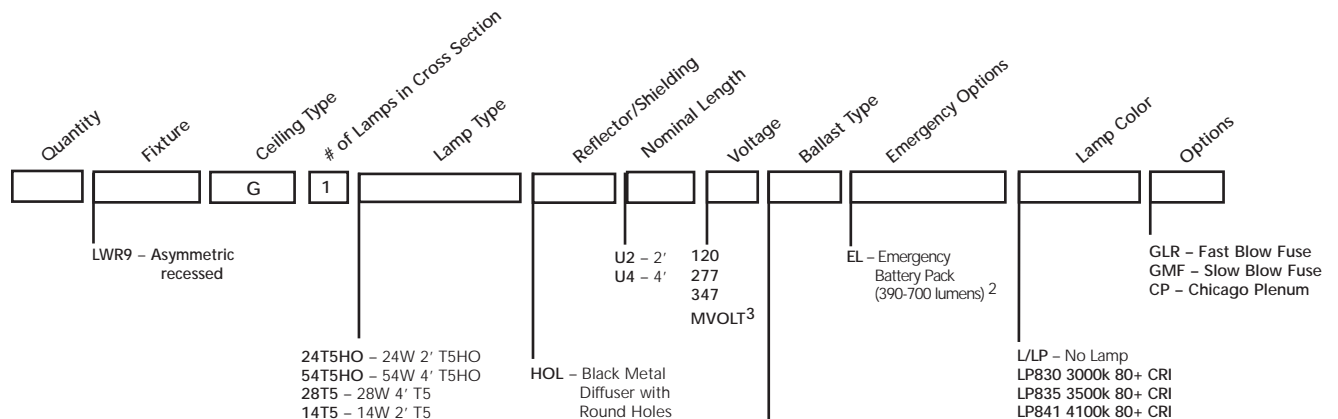 Quantity
Fixture
Ceiling Type
# of Lamps in Cross Section
Lamp Type
Reflector/Shielding
Nominal Length
Voltage
Ballast Type
Emergency Options
Lamp Color
Options
G
1
LWR9 – Asymmetric
recessed
24T5HO – 24W 2' T5HO
54T5HO – 54W 4' T5HO
28T5 – 28W 4' T5
14T5 – 14W 2' T5
HOL – Black Metal
Diffuser with
Round Holes
U2 – 2'
U4 – 4'
120
277
347
MVOLT3
EL – Emergency
Battery Pack
(390-700 lumens) 2
L/LP – No Lamp
LP830 3000k 80+ CRI
LP835 3500k 80+ CRI
LP841 4100k 80+ CRI
GLR – Fast Blow Fuse
GMF – Slow Blow Fuse
CP – Chicago Plenum